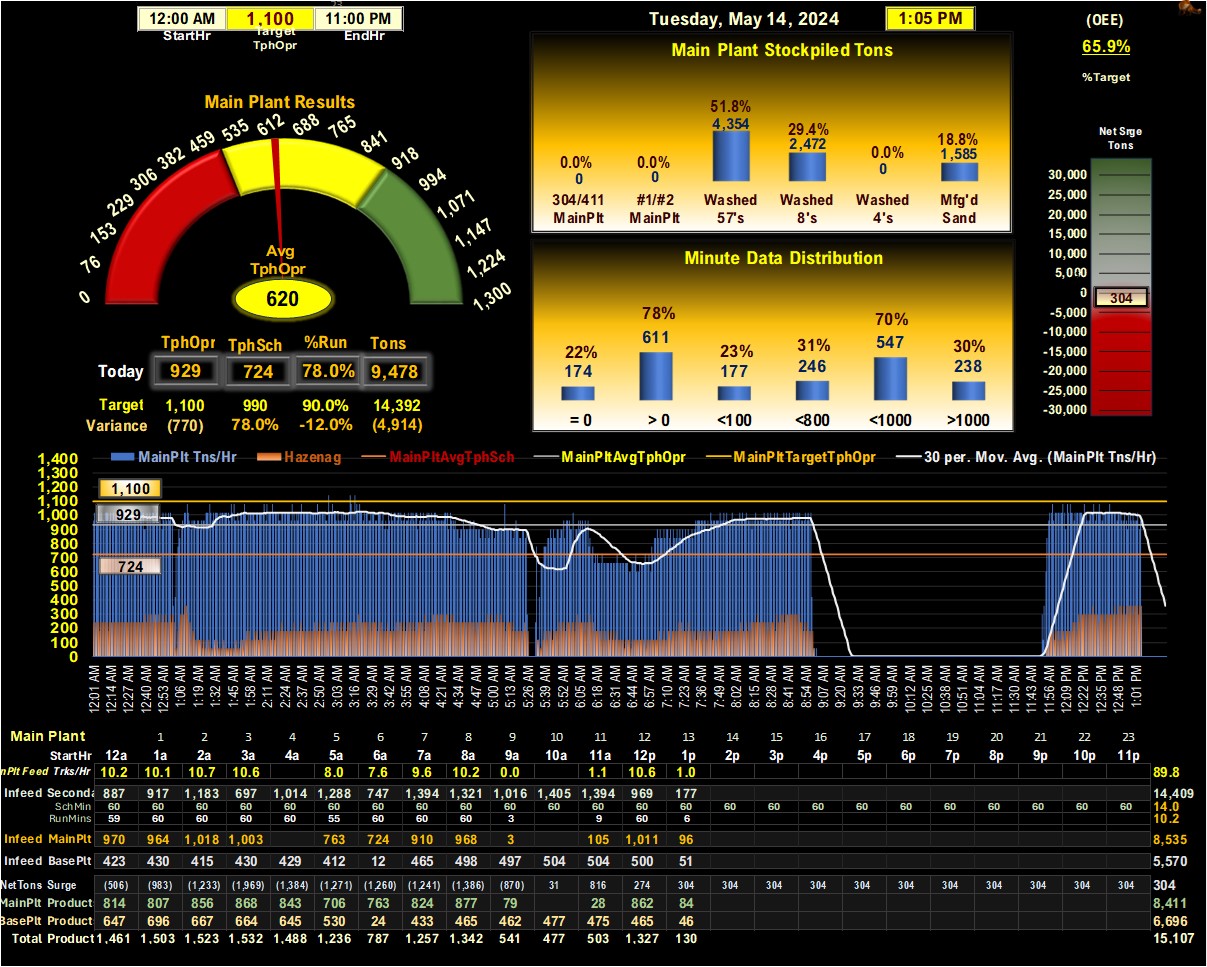 23
12:00 AM 1,100 11:00 PM
StartHr Target TphOpr EndHr
Tuesday, May 14, 2024 1:05 PM
(OEE)
65.9%
%Target
Main Plant Results
0 76 153 229 306 382 459 535 612 688 765 841 918 994 1,071 1,147 1,224 1,300
Avg
TphOpr
620
TphOpr TphSch %Run Tons
Today 929 724 78.0% 9,478
Target 1,100 990 90.0% 14,392
Variance (770) 78.0% -12.0% (4,914)
Main Plant Stockpiled Tons
0.0% 0.0% 51.8% 29.4% 0.0% 18.8%
0 0 4,354 2,472 0 1,585
304/411 #1/#2 Washed Washed Washed Mfg'd
MainPlt MainPlt 57's 8's 4's Sand
Minute Data Distribution
22% 78% 23% 31% 70% 30%
174 611 177 246 547 238
= 0 > 0 <100 <800 <1000 >1000
Net Srge
Tons
30,000
25,000
20,000
15,000
10,000
5,000
0
304
-5,000
-10,000
-15,000
-20,000
-25,000
-30,000
MainPlt Tns/Hr Hazenag MainPltAvgTphSch MainPltAvgTphOpr MainPltTargetTphOpr 30 per. Mov. Avg. (MainPlt Tns/Hr)
1,400
1,300
1,200
1,100
1,000
900
800
700
600
500
400
300
200
100
0
1,100
929
724
12:01 AM 12:14 AM 12:27 AM 12:40 AM 12:53 AM 1:06 AM 1:19 AM 1:32 AM 1:45 AM 1:58 AM 2:11 AM 2:24 AM 2:37 AM 2:50 AM 3:03 AM 3:16 AM 3:29 AM 3:42 AM 3:55 AM 4:08 AM 4:21 AM 4:34 AM 4:47 AM 5:00 AM 5:13 AM 5:26 AM 5:39 AM 5:52 AM 6:05 AM 6:18 AM 6:31 AM 6:44 AM 6:57 AM 7:10 AM 7:23 AM 7:36 AM 7:49 AM 8:02 AM 8:15 AM 8:28 AM 8:41 AM 8:54 AM 9:07 AM 9:20 AM 9:33 AM 9:46 AM 9:59 AM 10:12 AM 10:25 AM 10:38 AM 10:51 AM 11:04 AM 11:17 AM 11:30 AM 11:43 AM 11:56 AM 12:09 PM 12:22 PM 12:35 PM 12:48 PM 1:01 PM
Main Plant 1 2 3 4 5 6 7 8 9 10 11 12 13 14 15 16 17 18 19 20 21 22 23
StartHr 12a 1a 2a 3a 4a 5a 6a 7a 8a 9a 10a 11a 12p 1p 2p 3p 4p 5p 6p 7p 8p 9p 10p 11p
nPlt Feed Trks/Hr 10.2 10.1 10.7 10.6 8.0 7.6 9.6 10.2 0.0 1.1 10.6 1.0 89.8
Infeed Seconda 887 917 1,183 697 1,014 1,288 747 1,394 1,321 1,016 1,405 1,394 969 177 14,409
SchMin 60 60 60 60 60 60 60 60 60 60 60 60 60 60 60 60 60 60 60 60 60 60 60 60 14.0
RunMins 59 60 60 60 55 60 60 60 3 9 60 6 10.2
Infeed MainPlt 970 964 1,018 1,003 763 724 910 968 3 105 1,011 96 8,535
Infeed BasePlt 423 430 415 430 429 412 12 465 498 497 504 504 500 51 5,570
NetTons Surge (506) (983) (1,233) (1,969) (1,384) (1,271) (1,260) (1,241) (1,386) (870) 31 816 274 304 304 304 304 304 304 304 304 304 304 304 304
MainPlt Product 814 807 856 868 843 706 763 824 877 79 28 862 84 8,411
BasePlt Product 647 696 667 664 645 530 24 433 465 462 477 475 465 46 6,696
Total Product 1,461 1,503 1,523 1,532 1,488 1,236 787 1,257 1,342 541 477 503 1,327 130 15,107